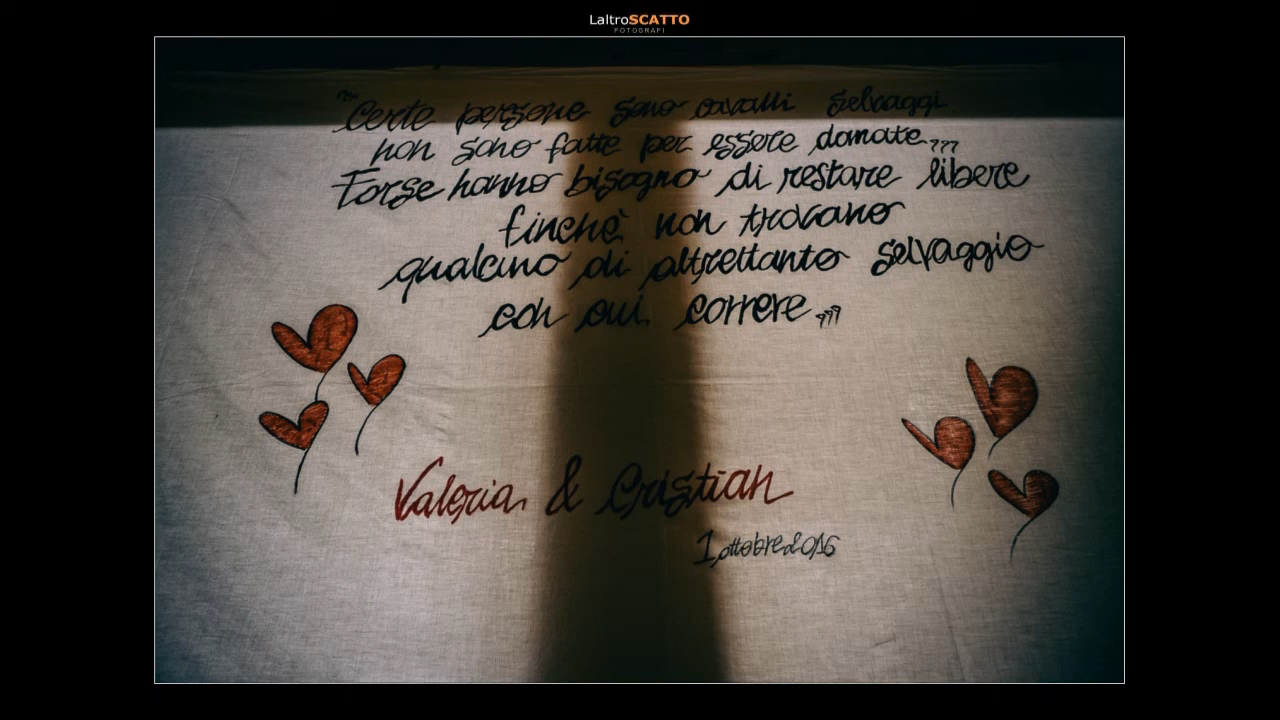 LaltroSCATTO
FOTOGRAFI
"Certe persone sono cavalli selvaggi
non sono fatte per essere domate,,,
Forse hanno bisogno di restare libere
finchè non trovano
qualcuno di altrettanto selvaggio
con cui correre,,,"
Valeria & Cristian
1 ottobre 2016